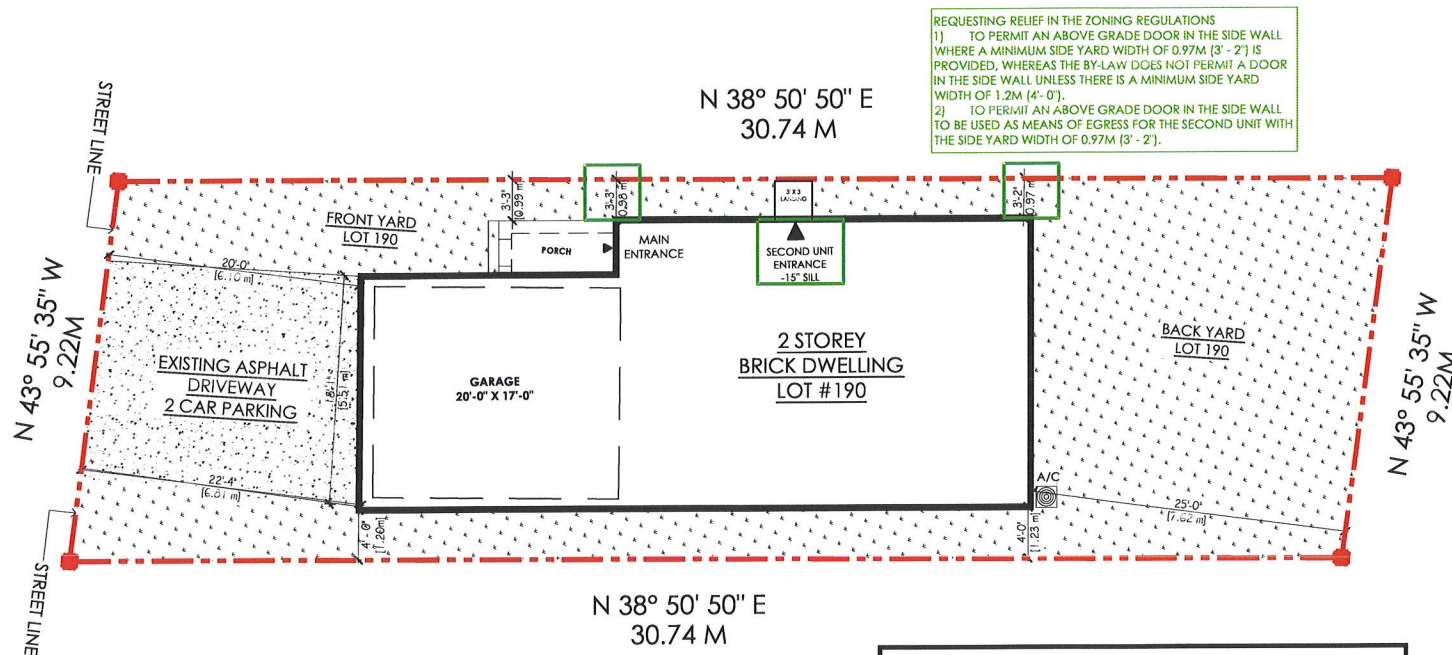 REQUESTING RELIEF IN THE ZONING REGULATIONS
1) TO PERMIT AN ABOVE GRADE DOOR IN THE SIDE WALL
WHERE A MINIMUM SIDE YARD WIDTH OF 0.97M (3' - 2") IS
PROVIDED, WHEREAS THE BY-LAW DOES NOT PERMIT A DOOR
IN THE SIDE WALL UNLESS THERE IS A MINIMUM SIDE YARD
WIDTH OF 1.2M (4'- 0").
2) TO PERMIT AN ABOVE GRADE DOOR IN THE SIDE WALL
TO BE USED AS MEANS OF EGRESS FOR THE SECOND UNIT WITH
THE SIDE YARD WIDTH OF 0.97M (3' - 2").
N 38° 50' 50" E
30.74 M
STREET LINE
3'-3"
[0.99 m]
3'-3"
0.98 m
3'X3'
LANDING
3'-2"
0.97 m
FRONT YARD
LOT 190
PORCH
MAIN
ENTRANCE
SECOND UNIT
ENTRANCE
-15" SILL
20'-0"
[6.10 m]
N 43° 55' 35" W
9.22M
EXISTING ASPHALT
DRIVEWAY
2 CAR PARKING
[5.51 m]
GARAGE
20'-0" X 17'-0"
2 STOREY
BRICK DWELLING
LOT #190
BACK YARD
LOT 190
N 43° 55' 35" W
9.22M
22'-4"
[6.81 m]
A/C
25'-0"
[7.62 m]
4'-0"
[1.20m]
4'-0"
[1.23 m]
STREET LINE
N 38° 50' 50" E
30.74 M